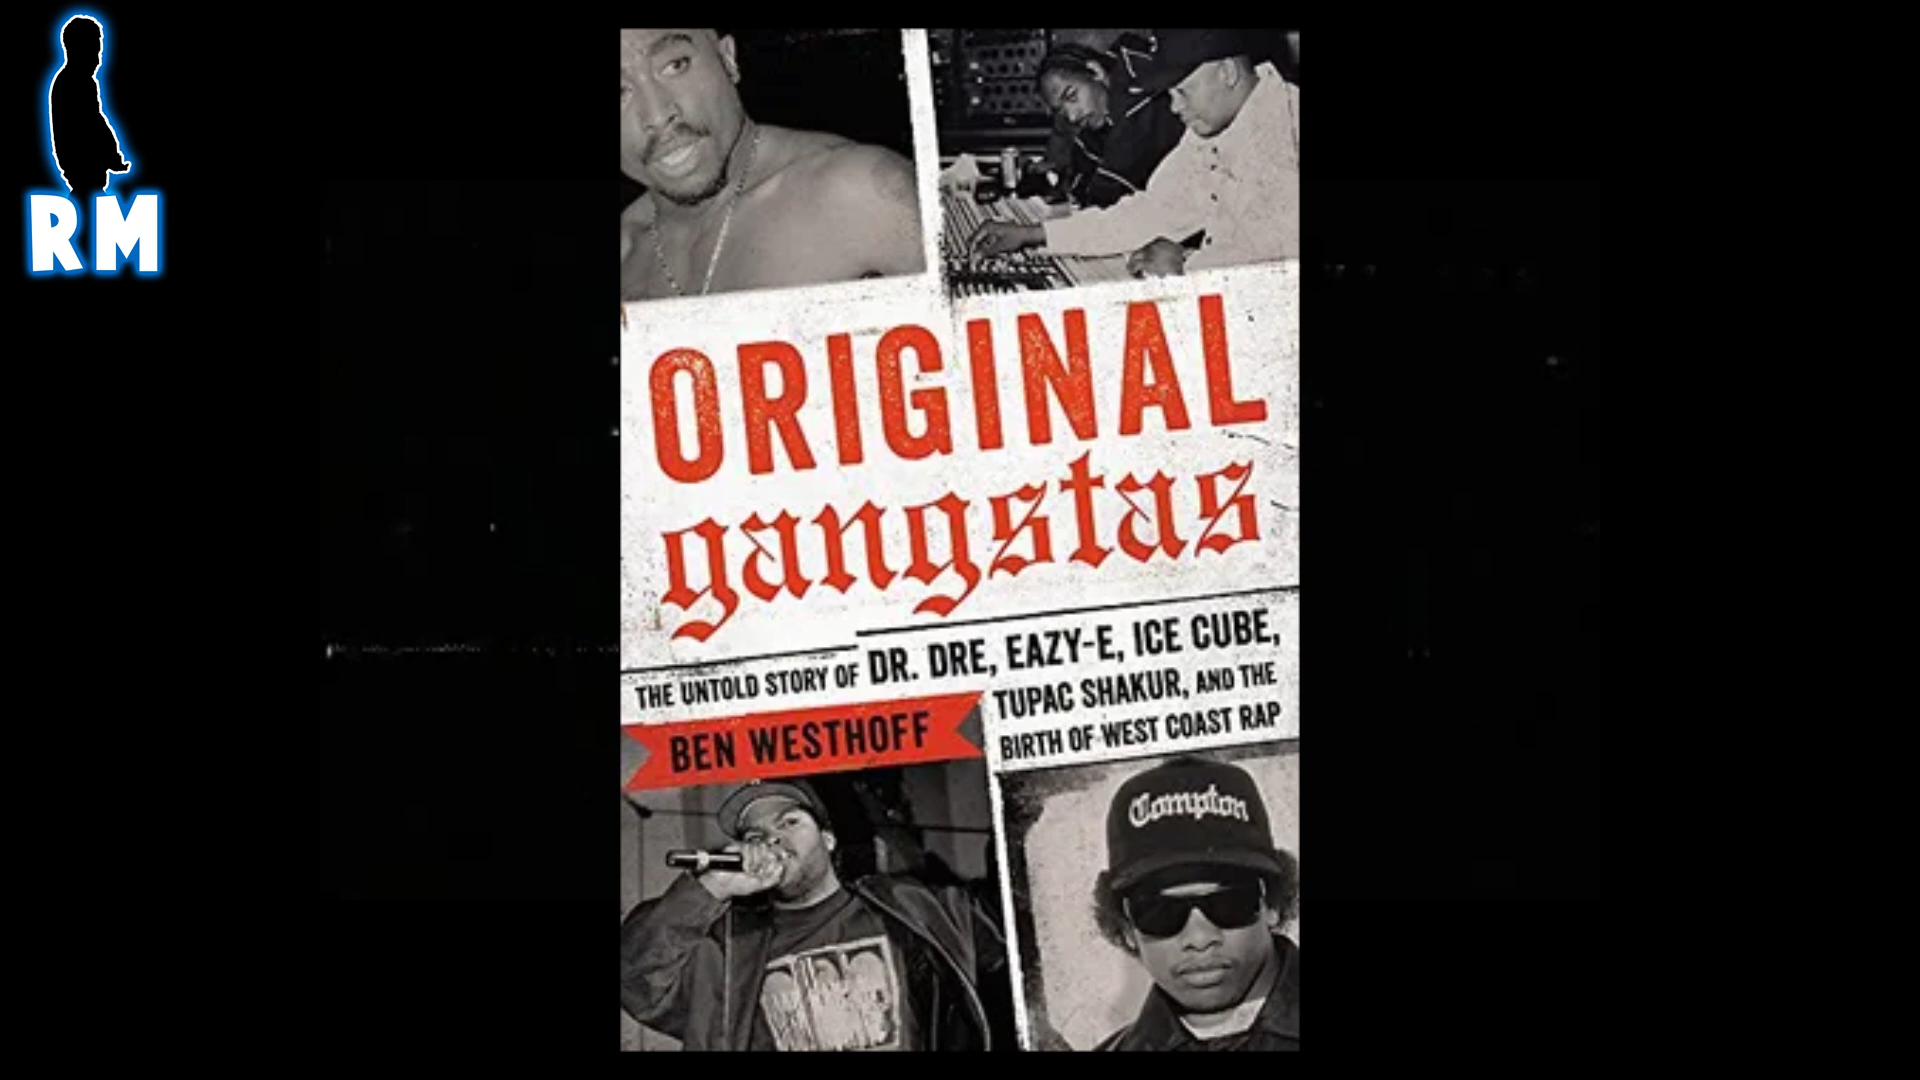 RM
ORIGINAL
gangstas
THE UNTOLD STORY OF DR. DRE, EAZY-E, ICE CUBE,
TUPAC SHAKUR, AND THE
BIRTH OF WEST COAST RAP
BEN WESTHOFF
Compton